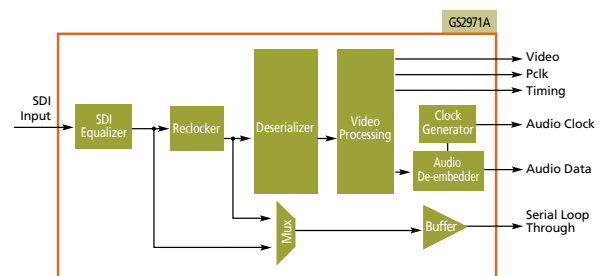 GS2971A
SDI
Input
SDI
Equalizer
Reclocker
Deserializer
Video
Processing
Clock
Generator
Audio
De-embedder
Mux
Buffer
Video
Pclk
Timing
Audio Clock
Audio Data
Serial Loop
Through